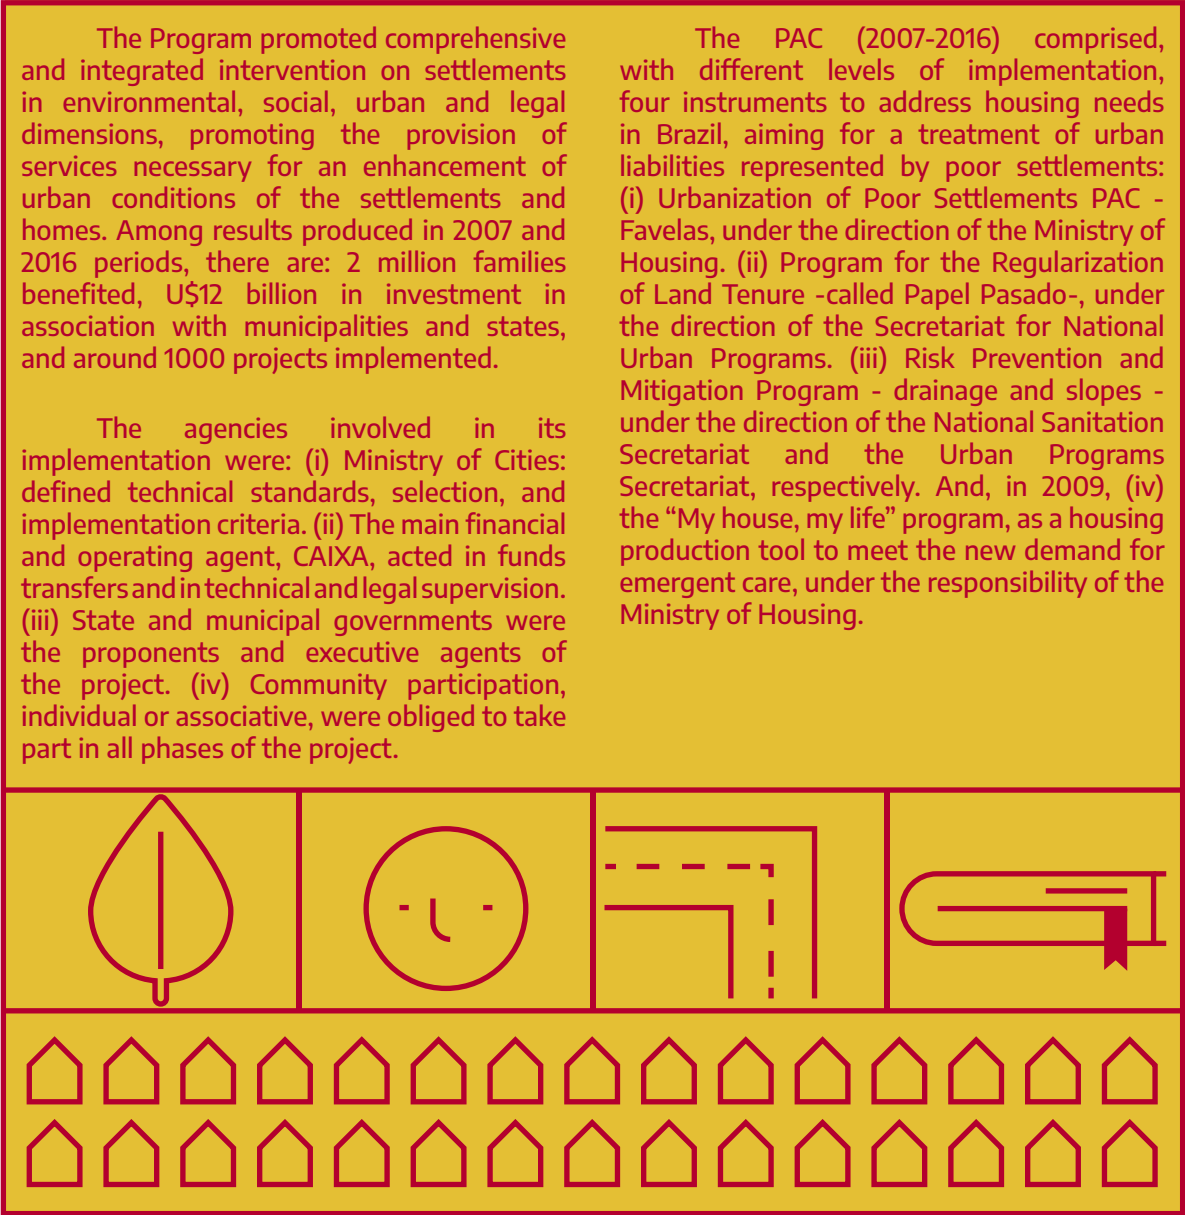 The Program promoted comprehensive
and integrated intervention on settlements
in environmental, social, urban and legal
dimensions, promoting the provision of
services necessary for an enhancement of
urban conditions of the settlements and
homes. Among results produced in 2007 and
2016 periods, there are: 2 million families
benefited, U$12 billion in investment in
association with municipalities and states,
and around 1000 projects implemented.
The agencies involved in its
implementation were: (i) Ministry of Cities:
defined technical standards, selection, and
implementation criteria. (ii) The main financial
and operating agent, CAIXA, acted in funds
transfers and in technical and legal supervision.
(iii) State and municipal governments were
the proponents and executive agents of
the project. (iv) Community participation,
individual or associative, were obliged to take
part in all phases of the project.
The PAC (2007-2016) comprised,
with different levels of implementation,
four instruments to address housing needs
in Brazil, aiming for a treatment of urban
liabilities represented by poor settlements:
(i) Urbanization of Poor Settlements PAC -
Favelas, under the direction of the Ministry of
Housing. (ii) Program for the Regularization
of Land Tenure -called Papel Pasado-, under
the direction of the Secretariat for National
Urban Programs. (iii) Risk Prevention and
Mitigation Program - drainage and slopes -
under the direction of the National Sanitation
Secretariat and the Urban Programs
Secretariat, respectively. And, in 2009, (iv)
the “My house, my life” program, as a housing
production tool to meet the new demand for
emergent care, under the responsibility of the
Ministry of Housing.